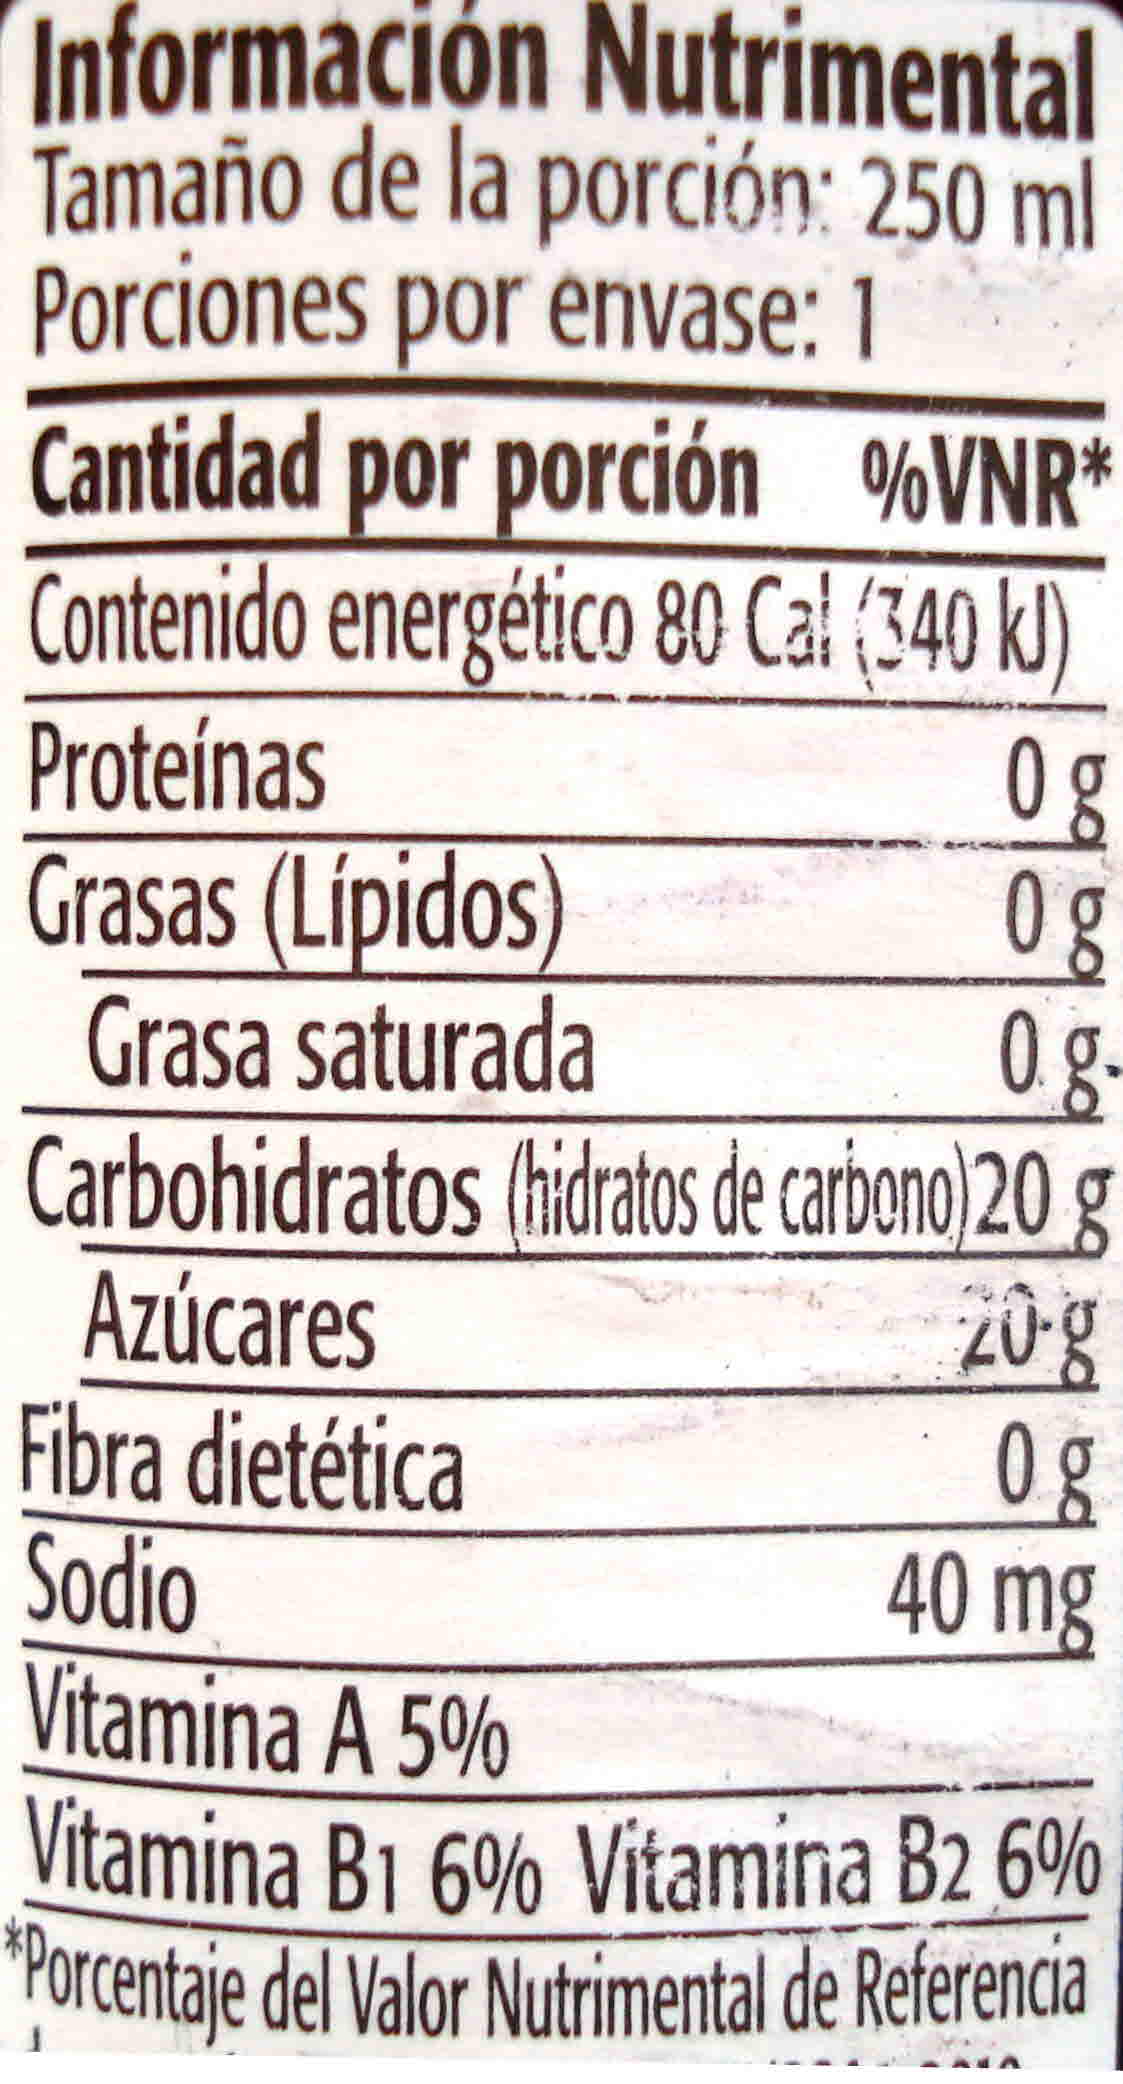 Información Nutrimental
Tamaño de la porción: 250 ml
Porciones por envase: 1
Cantidad por porción %VNR*
Contenido energético 80 Cal (340 kJ)
Proteínas 0 g
Grasas (Lípidos) 0 g
Grasa saturada 0 g
Carbohidratos (hidratos de carbono) 20 g
Azúcares 20 g
Fibra dietética 0 g
Sodio 40 mg
Vitamina A 5%
Vitamina B1 6% Vitamina B2 6%
*Porcentaje del Valor Nutrimental de Referencia